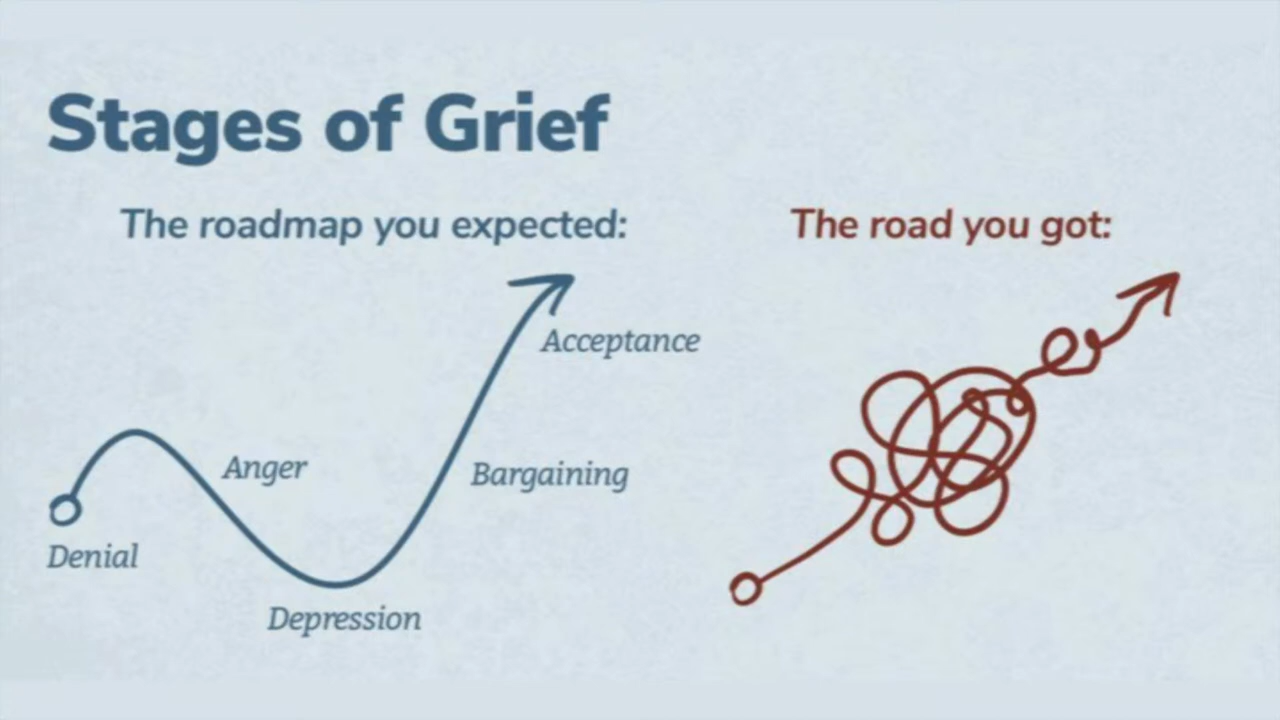 Stages of Grief
The roadmap you expected:
The road you got:
Acceptance
Anger
Bargaining
Denial
Depression